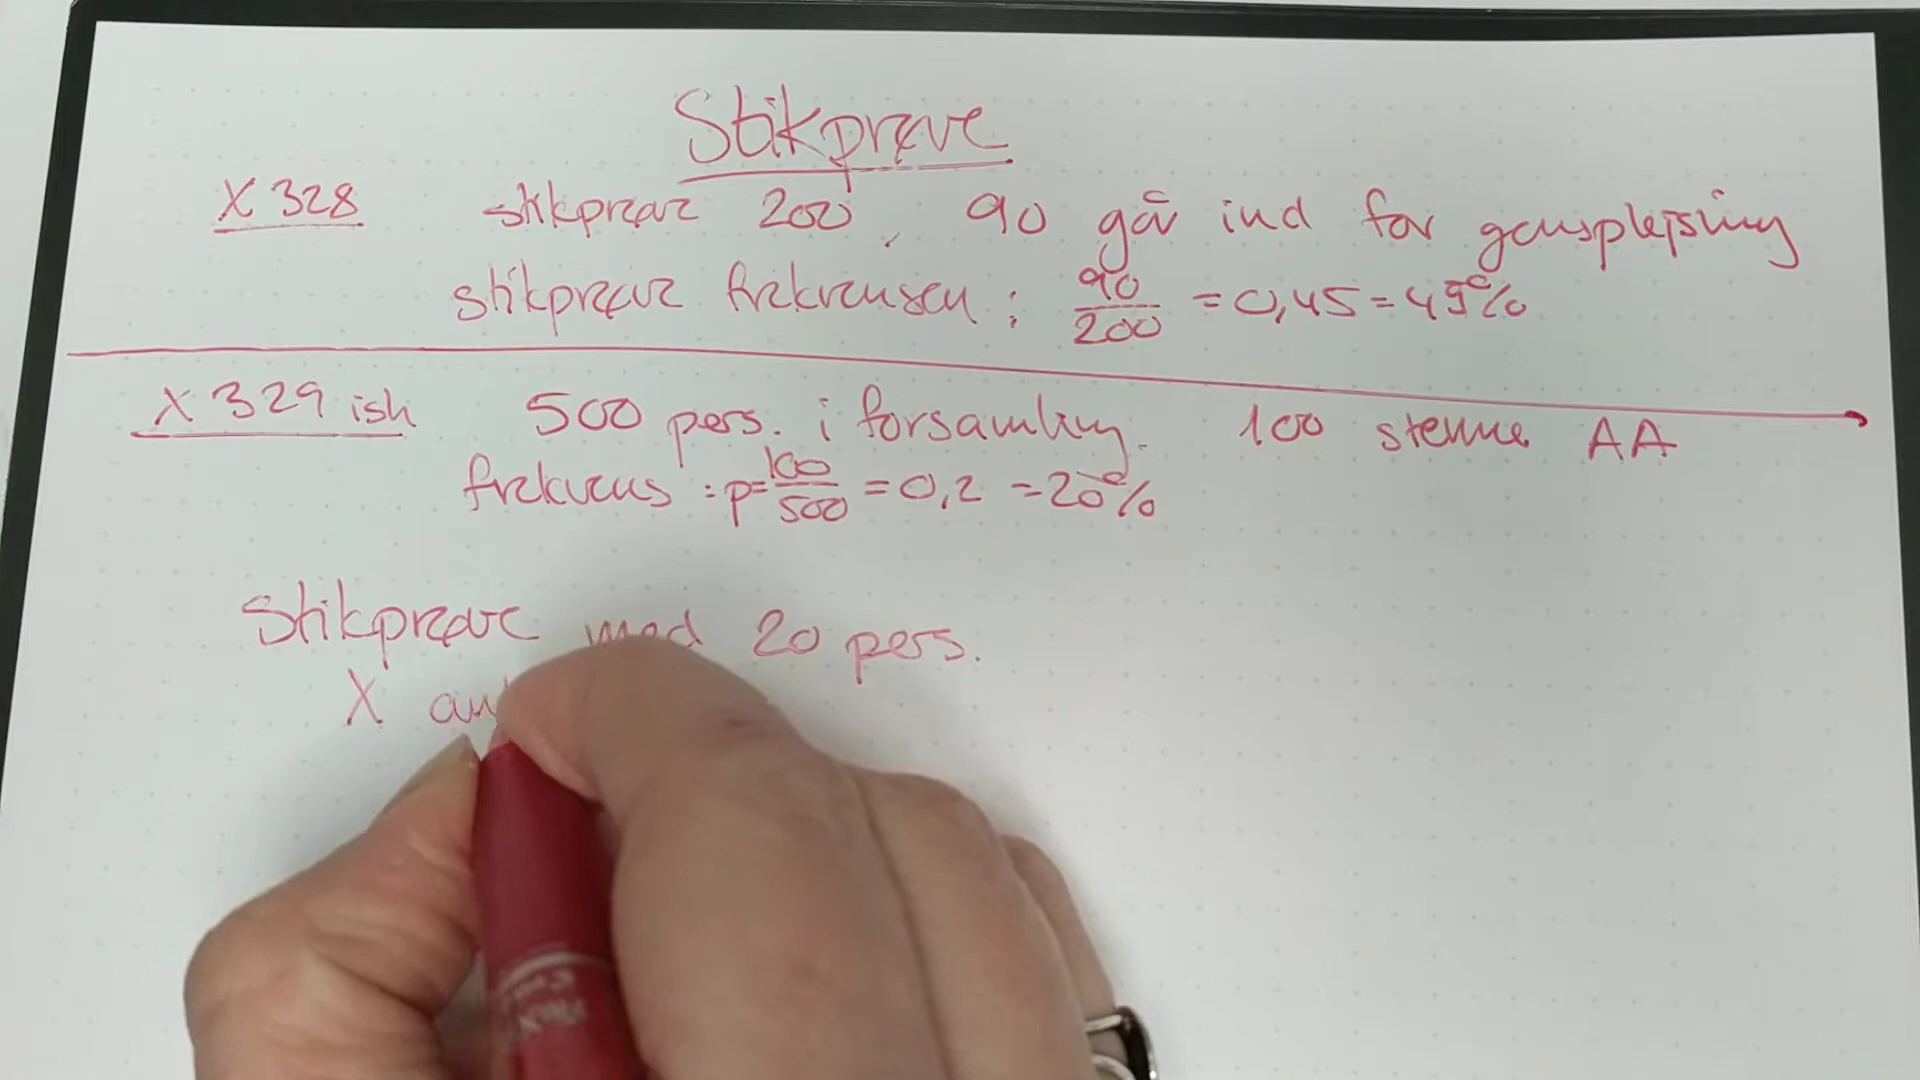 Stikprøve
X 328 stikprøve 200, 90 går ind for gensplejsning
stikprøve frekvensen : 90/200 = 0,45 = 45%
X 329 ish 500 pers. i forsamling. 100 stemme AA
frekvens : p = 100/500 = 0,2 = 20%
Stikprøve med 20 pers.
X